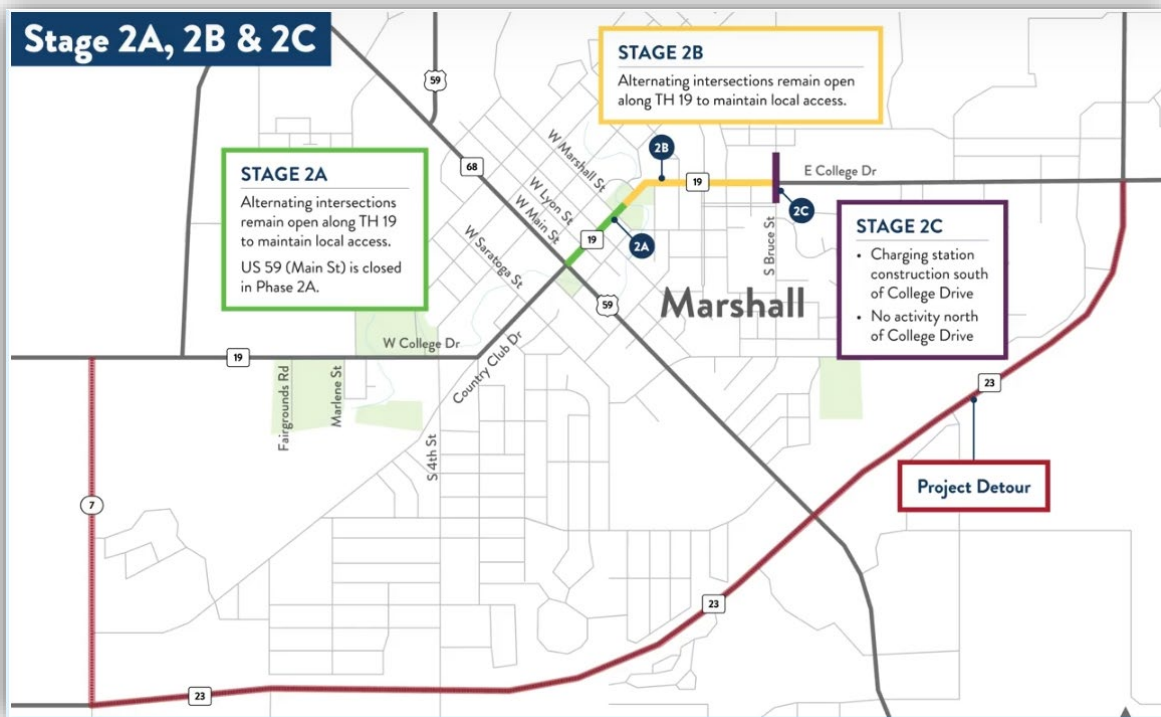 Stage 2A, 2B & 2C
59
STAGE 2B
Alternating intersections remain open
along TH 19 to maintain local access.
68
W Marshall St
2B
STAGE 2A
Alternating intersections
remain open along TH 19
to maintain local access.
US 59 (Main St) is closed
in Phase 2A.
W Lyon St
W Main St
W Saratoga St
19
E College Dr
2C
19
2A
S Bruce St
STAGE 2C
• Charging station
construction south
of College Drive
• No activity north
of College Drive
59
Marshall
W College Dr
19
Country Club Dr
Fairgrounds Rd
Marlene St
S 4th St
23
Project Detour
7
23
23